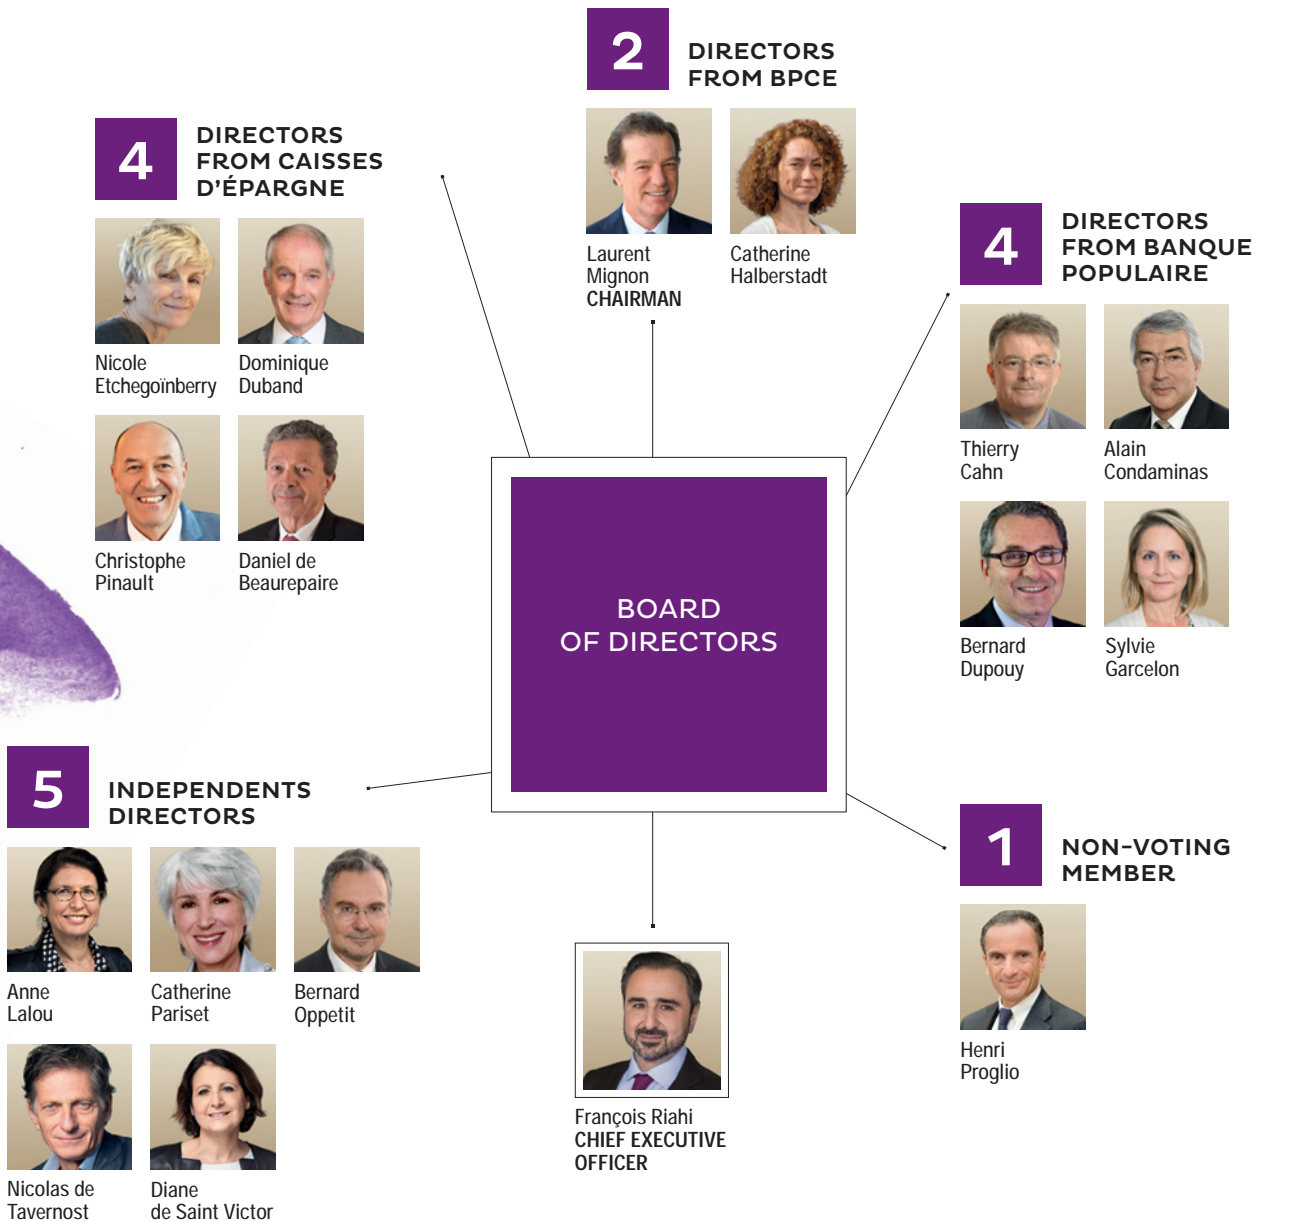 2
DIRECTORS
FROM BPCE
Laurent
Mignon
CHAIRMAN
Catherine
Halberstadt
4
DIRECTORS
FROM CAISSES
D'ÉPARGNE
Nicole
Etchegoïnberry
Dominique
Duband
Christophe
Pinault
Daniel de
Beaurepaire
4
DIRECTORS
FROM BANQUE
POPULAIRE
Thierry
Cahn
Alain
Condaminas
Bernard
Dupouy
Sylvie
Garcelon
BOARD
OF DIRECTORS
5
INDEPENDENTS
DIRECTORS
Anne
Lalou
Catherine
Pariset
Bernard
Oppetit
Nicolas de
Tavernost
Diane
de Saint Victor
François Riahi
CHIEF EXECUTIVE
OFFICER
1
NON-VOTING
MEMBER
Henri
Proglio